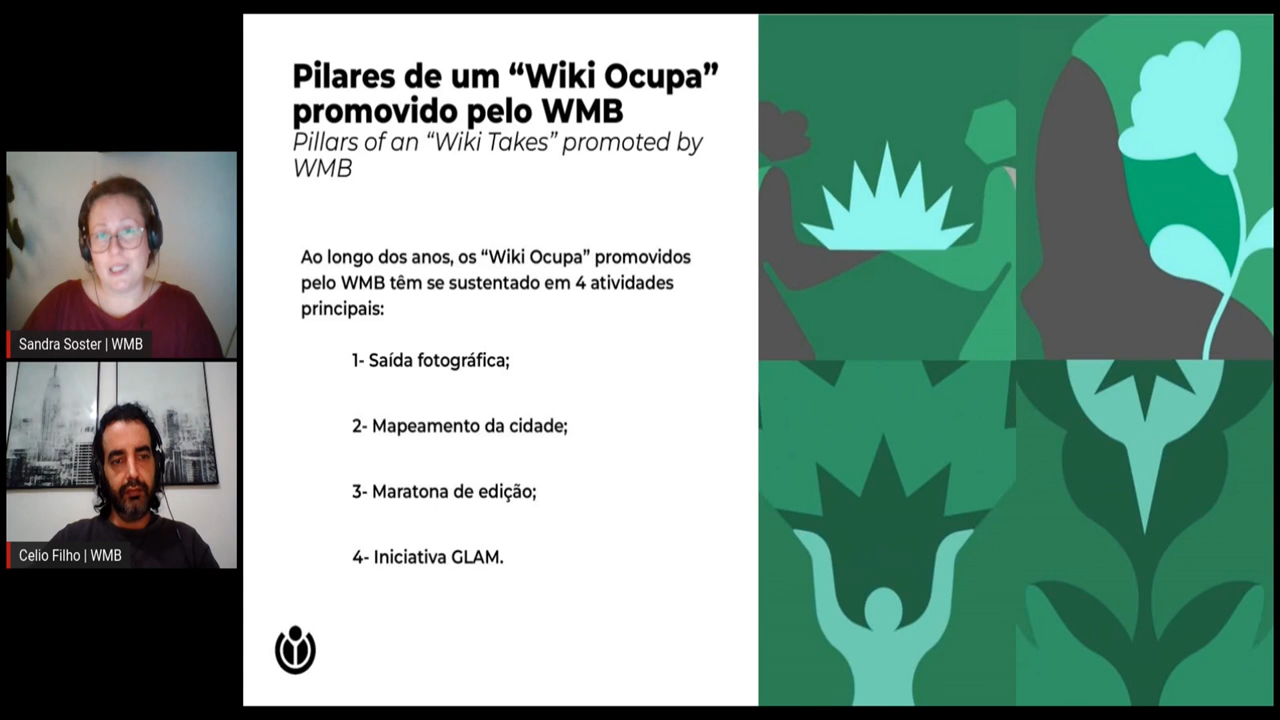 Pilares de um “Wiki Ocupa”
promovido pelo WMB
Pillars of an “Wiki Takes” promoted by
WMB
Ao longo dos anos, os “Wiki Ocupa” promovidos
pelo WMB têm se sustentado em 4 atividades
principais:
1- Saída fotográfica;
2- Mapeamento da cidade;
3- Maratona de edição;
4- Iniciativa GLAM.
Sandra Soster | WMB
Celio Filho | WMB